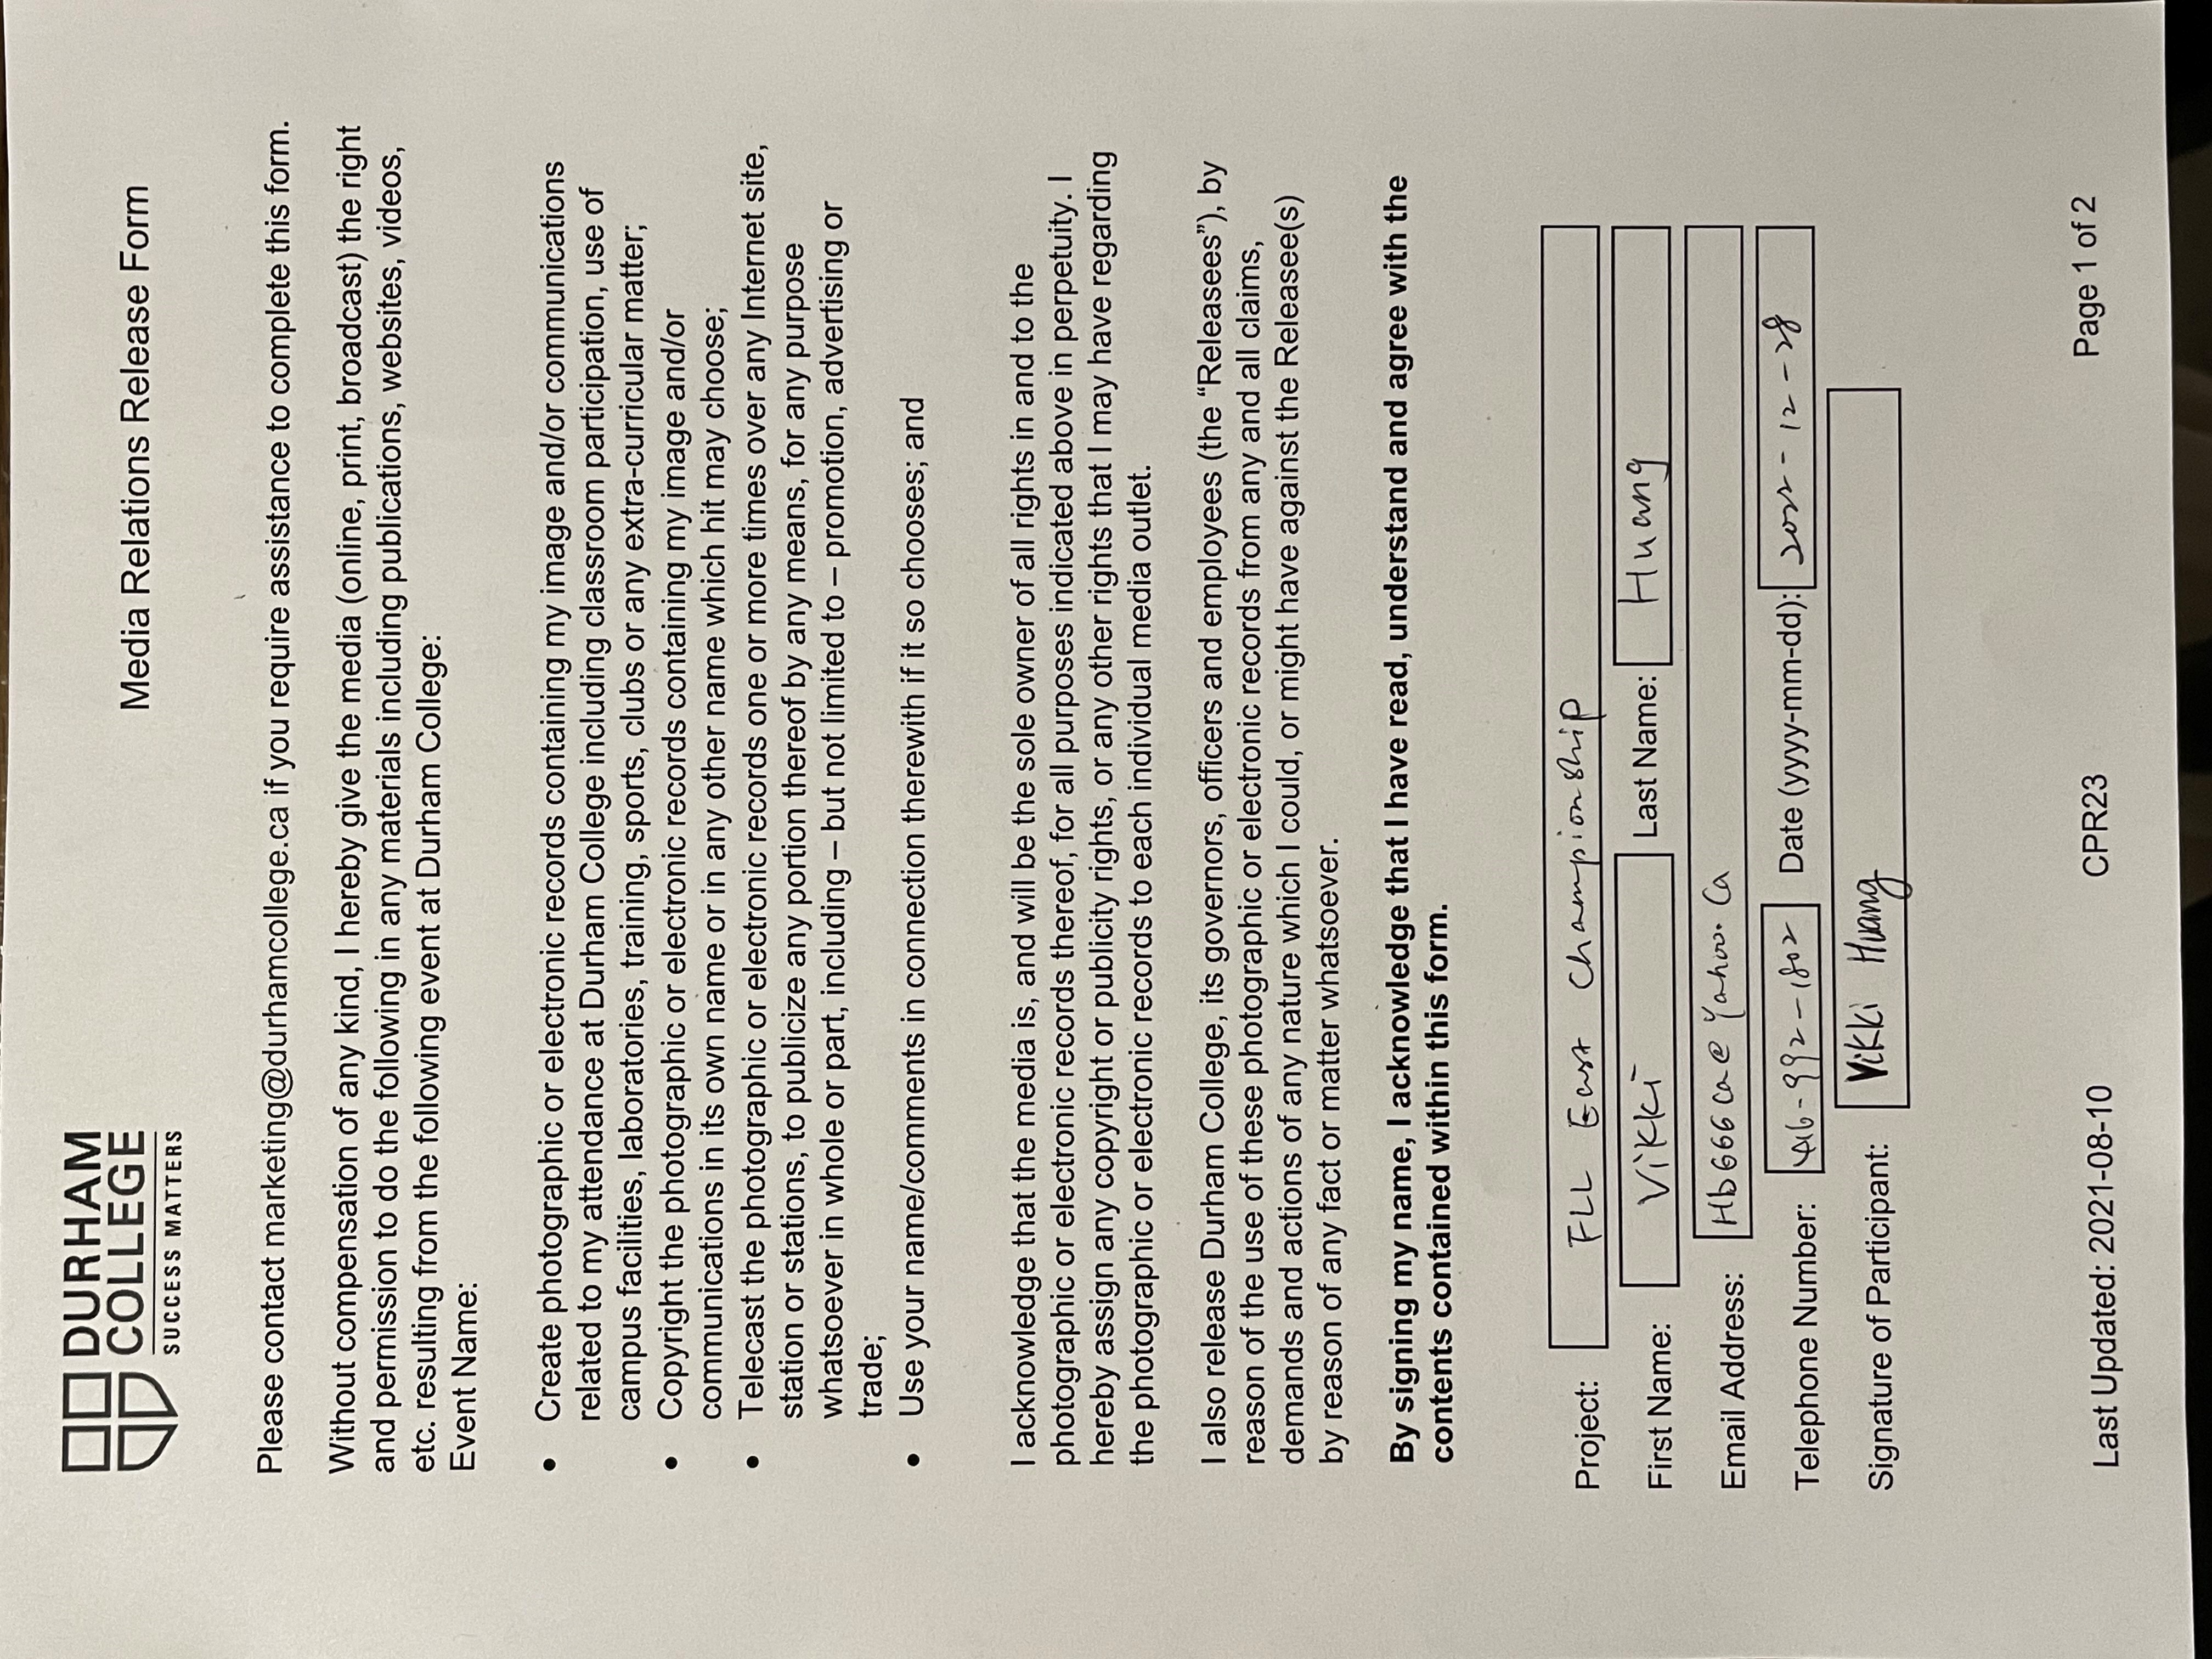 DURHAM
COLLEGE
SUCCESS MATTERS
Media Relations Release Form
Please contact marketing@durhamcollege.ca if you require assistance to complete this form.
Without compensation of any kind, I hereby give the media (online, print, broadcast) the right
and permission to do the following in any materials including publications, websites, videos,
etc. resulting from the following event at Durham College:
Event Name:
• Create photographic or electronic records containing my image and/or communications
related to my attendance at Durham College including classroom participation, use of
campus facilities, laboratories, training, sports, clubs or any extra-curricular matter;
• Copyright the photographic or electronic records containing my image and/or
communications in its own name or in any other name which hit may choose;
• Telecast the photographic or electronic records one or more times over any Internet site,
station or stations, to publicize any portion thereof by any means, for any purpose
whatsoever in whole or part, including – but not limited to – promotion, advertising or
trade;
• Use your name/comments in connection therewith if it so chooses; and
I acknowledge that the media is, and will be the sole owner of all rights in and to the
photographic or electronic records thereof, for all purposes indicated above in perpetuity. I
hereby assign any copyright or publicity rights, or any other rights that I may have regarding
the photographic or electronic records to each individual media outlet.
I also release Durham College, its governors, officers and employees (the “Releasees”), by
reason of the use of these photographic or electronic records from any and all claims,
demands and actions of any nature which I could, or might have against the Releasee(s)
by reason of any fact or matter whatsoever.
By signing my name, I acknowledge that I have read, understand and agree with the
contents contained within this form.
Project: FLL East Championship
First Name: Vikki Last Name: Huang
Email Address: Hb666ca@Yahoo.Ca
Telephone Number: 416-992-1802 Date (yyyy-mm-dd): 2022-12-28
Signature of Participant: Vikki Huang
Last Updated: 2021-08-10 CPR23 Page 1 of 2